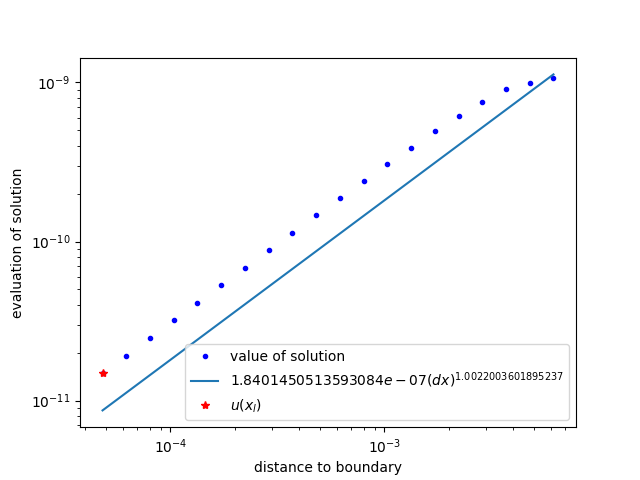 evaluation of solution
10^{-9}
10^{-10}
10^{-11}
value of solution
1.8401450513593084e − 07(dx)^{1.0022003601895237}
u(x_I)
10^{-4}
10^{-3}
distance to boundary